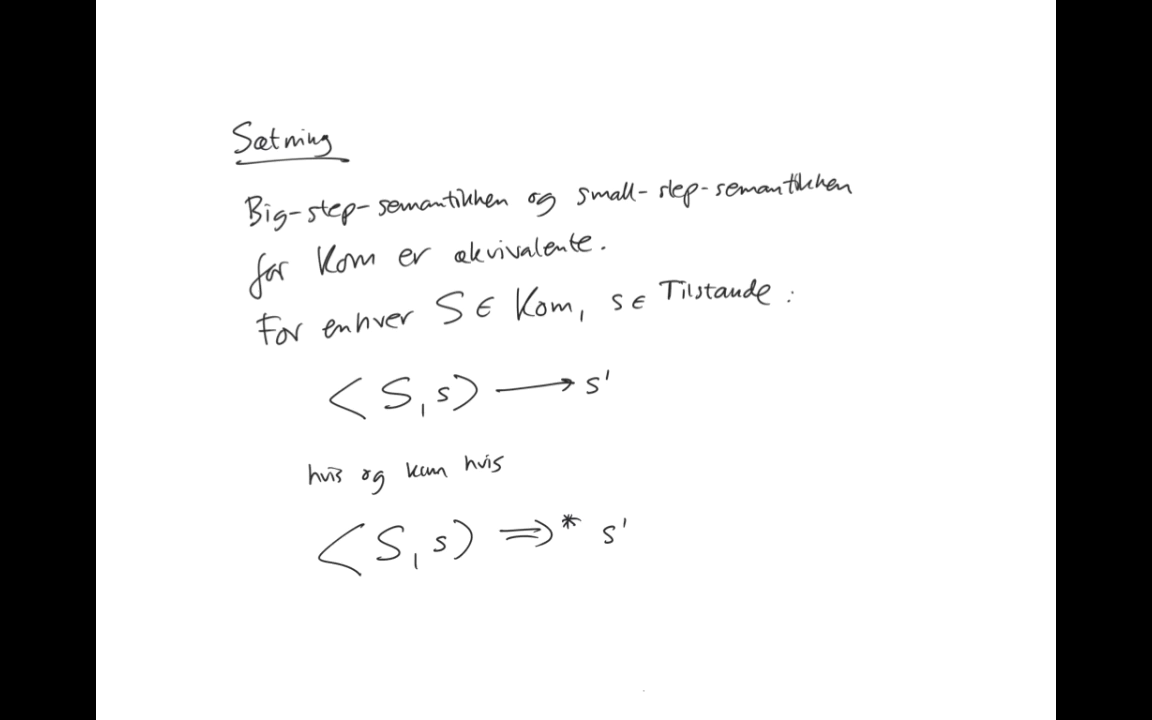 Sætning
Big-step-semantikken og small-step-semantikken
for Kom er ækvivalente.
For enhver S ∈ Kom, s ∈ Tilstande :
⟨S, s⟩ ⟶ s'
hvis og kun hvis
⟨S, s⟩ ⇒* s'